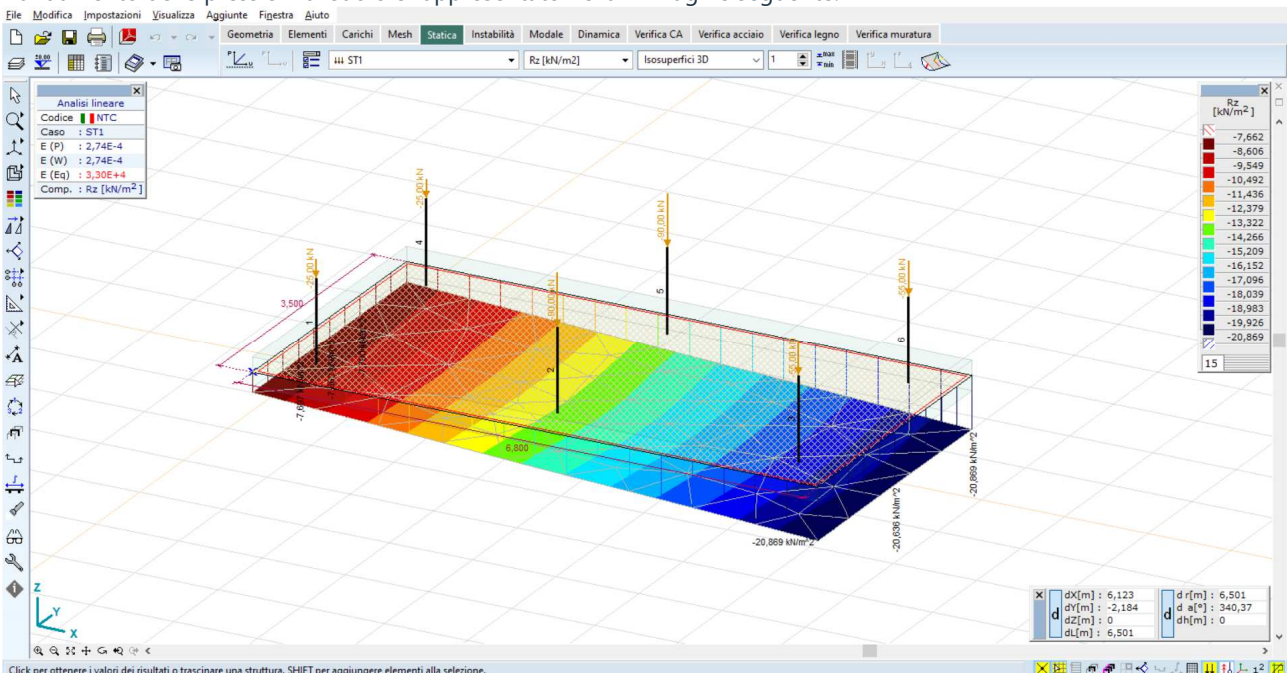 File Modifica Impostazioni Visualizza Aggiunte Finestra Aiuto
Geometria Elementi Carichi Mesh Statica Instabilità Modale Dinamica Verifica CA Verifica acciaio Verifica legno Verifica muratura
ST1 Rz [kN/m2] Isosuperfici 3D 1 max min
Analisi lineare
Codice NTC
Caso : ST1
E (P) : 2,74E-4
E (W) : 2,74E-4
E (Eq) : 3,30E+4
Comp. : Rz [kN/m2]
Rz
[kN/m2]
-7,662
-8,606
-9,549
-10,492
-11,436
-12,379
-13,322
-14,266
-15,209
-16,152
-17,096
-18,039
-18,983
-19,926
-20,869
15
-25,00 kN
4
-90,00 kN
5
-55,00 kN
6
-25,00 kN
1
-90,00 kN
2
-55,00 kN
3,500
6,800
-20,869 kN/m^2
-20,636 kN/m^2
-20,869 kN/m^2
Z
Y
X
d
dX[m] : 6,123
dY[m] : -2,184
dZ[m] : 0
dL[m] : 6,501
d
d r[m] : 6,501
d a[°] : 340,37
dh[m] : 0
Click per ottenere i valori dei risultati o trascinare una struttura. SHIFT per aggiungere elementi alla selezione.